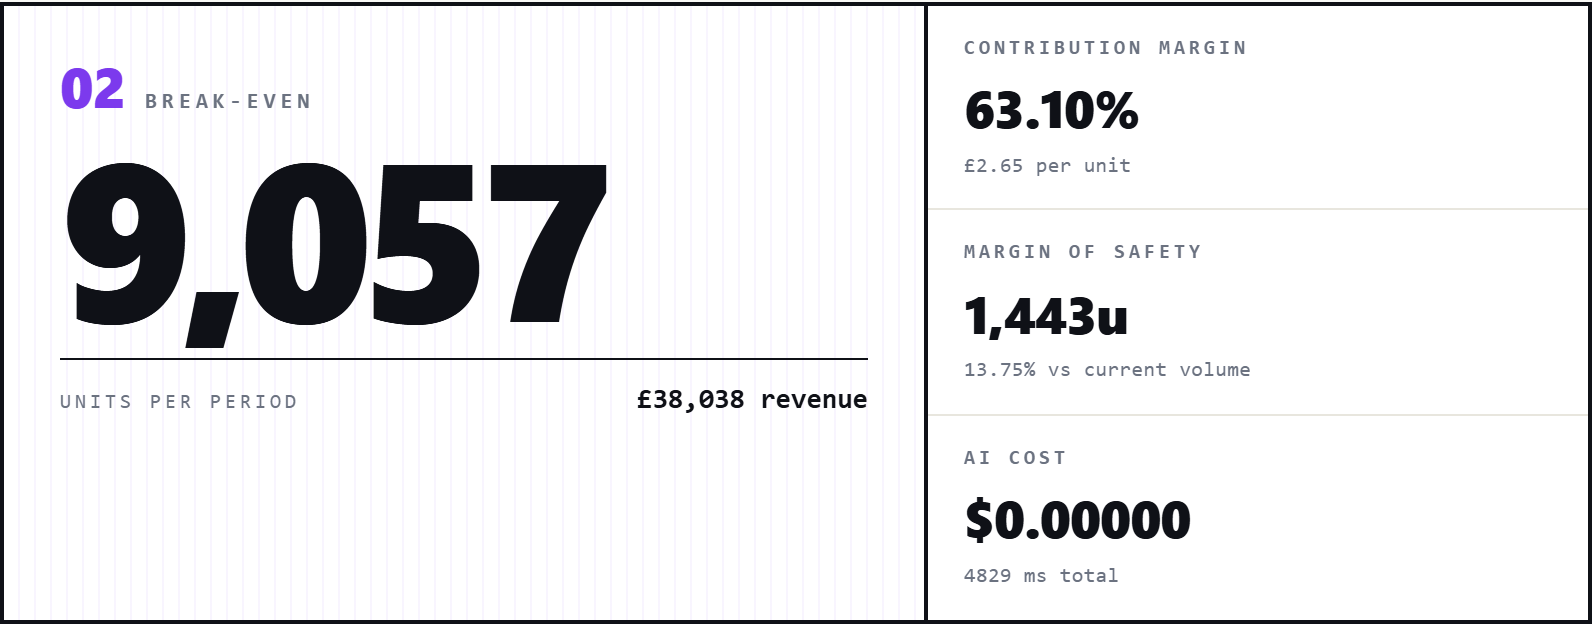 02 BREAK-EVEN
9,057
UNITS PER PERIOD £38,038 revenue
CONTRIBUTION MARGIN
63.10%
£2.65 per unit
MARGIN OF SAFETY
1,443u
13.75% vs current volume
AI COST
$0.00000
4829 ms total